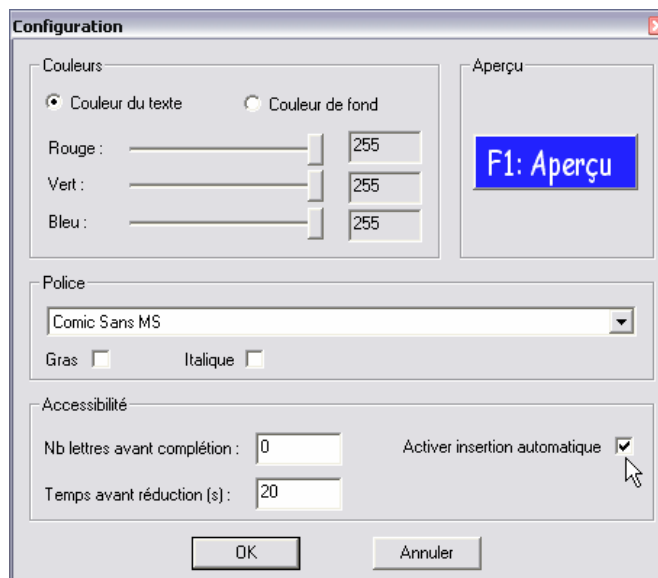 Configuration
Couleurs
Couleur du texte
Couleur de fond
Rouge :
255
Vert :
255
Bleu :
255
Aperçu
F1: Aperçu
Police
Comic Sans MS
Gras
Italique
Accessibilité
Nb lettres avant complétion :
0
Activer insertion automatique
Temps avant réduction (s) :
20
OK
Annuler